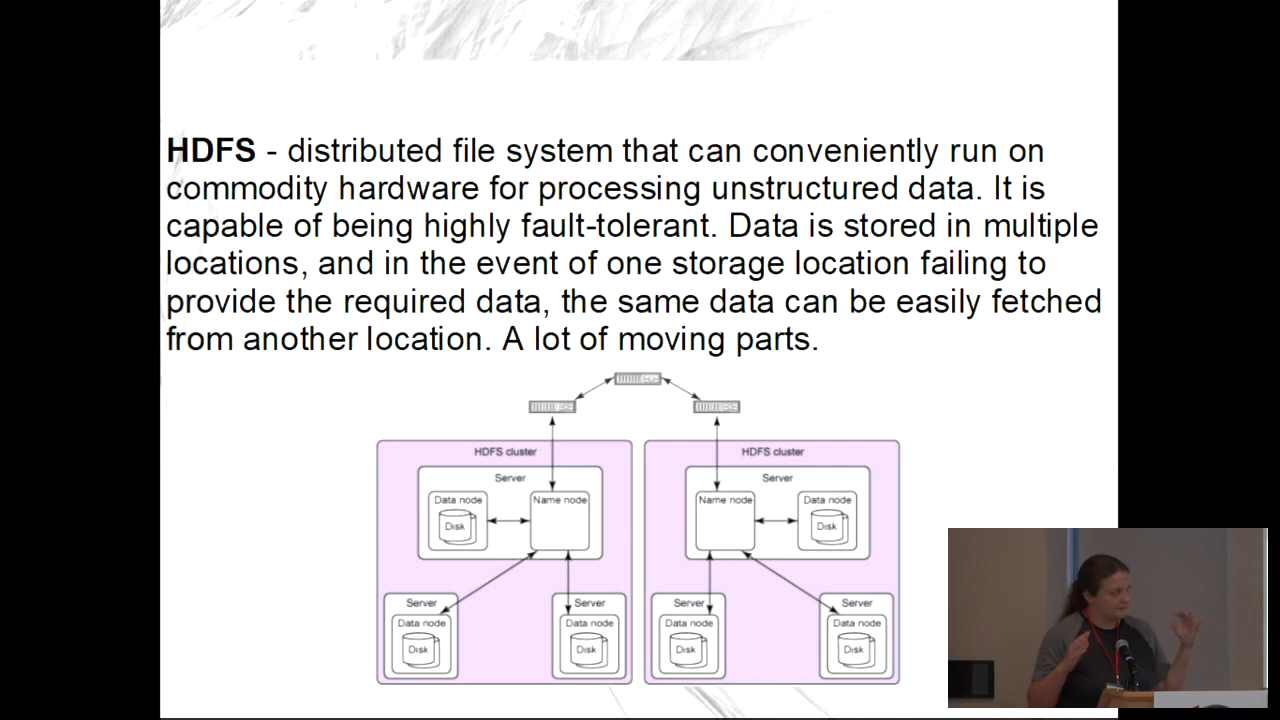 HDFS - distributed file system that can conveniently run on
commodity hardware for processing unstructured data. It is
capable of being highly fault-tolerant. Data is stored in multiple
locations, and in the event of one storage location failing to
provide the required data, the same data can be easily fetched
from another location. A lot of moving parts.
HDFS cluster
Server
Data node
Disk
Name node
Server
Data node
Disk
Server
Data node
Disk
HDFS cluster
Server
Name node
Data node
Disk
Server
Data node
Disk
Server
Data node
Disk